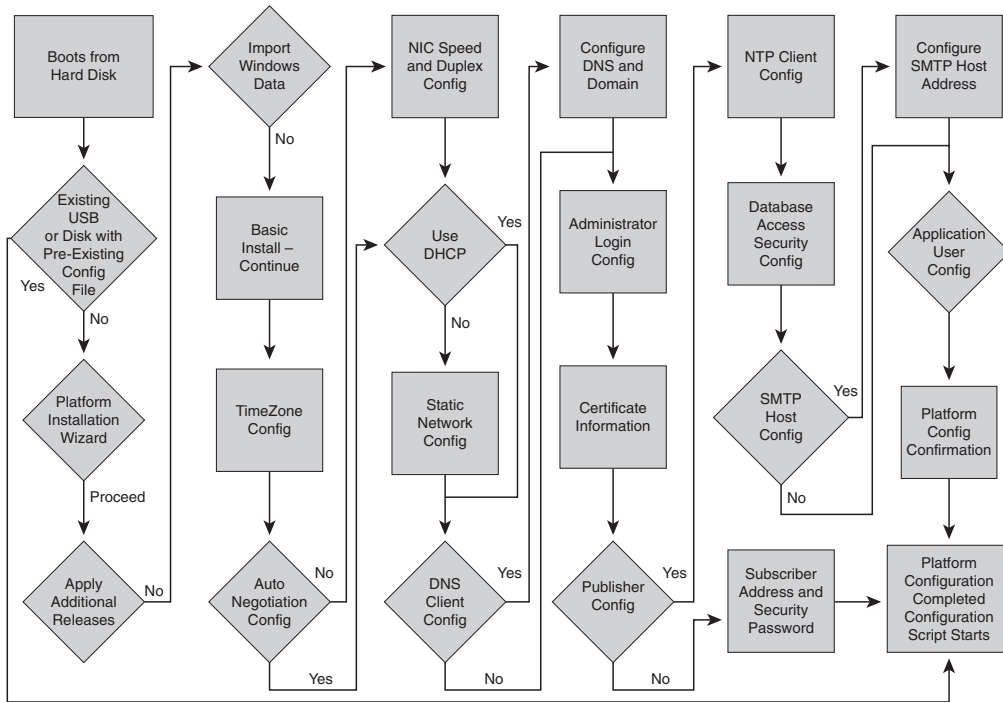 Boots from
Hard Disk
Existing
USB
or Disk with
Pre-Existing
Config
File
Yes
No
Platform
Installation
Wizard
Proceed
Apply
Additional
Releases
No
Import
Windows
Data
No
Basic
Install –
Continue
TimeZone
Config
Auto
Negotiation
Config
No
Yes
NIC Speed
and Duplex
Config
Use
DHCP
Yes
No
Static
Network
Config
DNS
Client
Config
Yes
No
Configure
DNS and
Domain
Administrator
Login
Config
Certificate
Information
Publisher
Config
Yes
No
NTP Client
Config
Database
Access
Security
Config
SMTP
Host
Config
Yes
No
Subscriber
Address and
Security
Password
Configure
SMTP Host
Address
Application
User
Config
Platform
Config
Confirmation
Platform
Configuration
Completed
Configuration
Script Starts